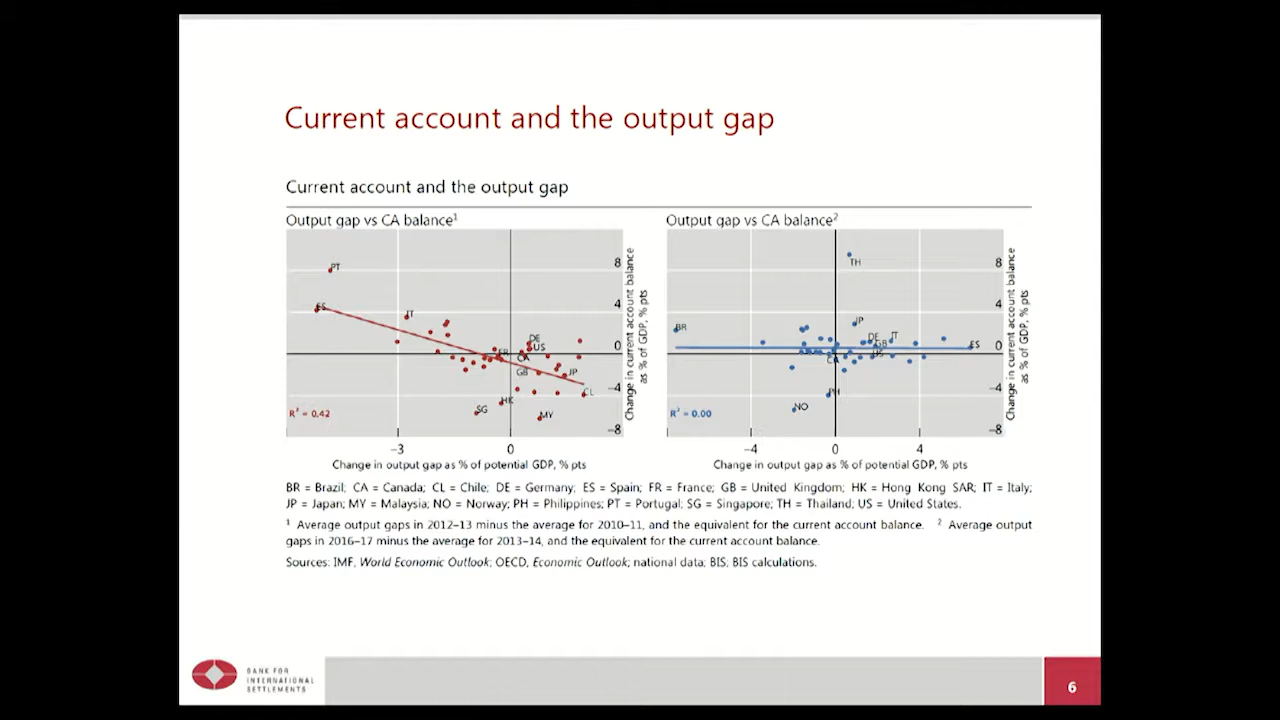 Current account and the output gap
Current account and the output gap
Output gap vs CA balance¹
PT
ES
IT
FR
DE
US
CA
GB
JP
CL
HK
SG
MY
R² = 0.42
8
4
0
−4
−8
Change in current account balance
as % of GDP, % pts
−3
0
Change in output gap as % of potential GDP, % pts
Output gap vs CA balance²
TH
BR
JP
DE
IT
GB
US
ES
CA
PH
NO
R² = 0.00
8
4
0
−4
−8
Change in current account balance
as % of GDP, % pts
−4
0
4
Change in output gap as % of potential GDP, % pts
BR = Brazil; CA = Canada; CL = Chile; DE = Germany; ES = Spain; FR = France; GB = United Kingdom; HK = Hong Kong SAR; IT = Italy;
JP = Japan; MY = Malaysia; NO = Norway; PH = Philippines; PT = Portugal; SG = Singapore; TH = Thailand; US = United States.
¹ Average output gaps in 2012–13 minus the average for 2010–11, and the equivalent for the current account balance. ² Average output
gaps in 2016–17 minus the average for 2013–14, and the equivalent for the current account balance.
Sources: IMF, World Economic Outlook; OECD, Economic Outlook; national data; BIS; BIS calculations.
BANK FOR
INTERNATIONAL
SETTLEMENTS
6